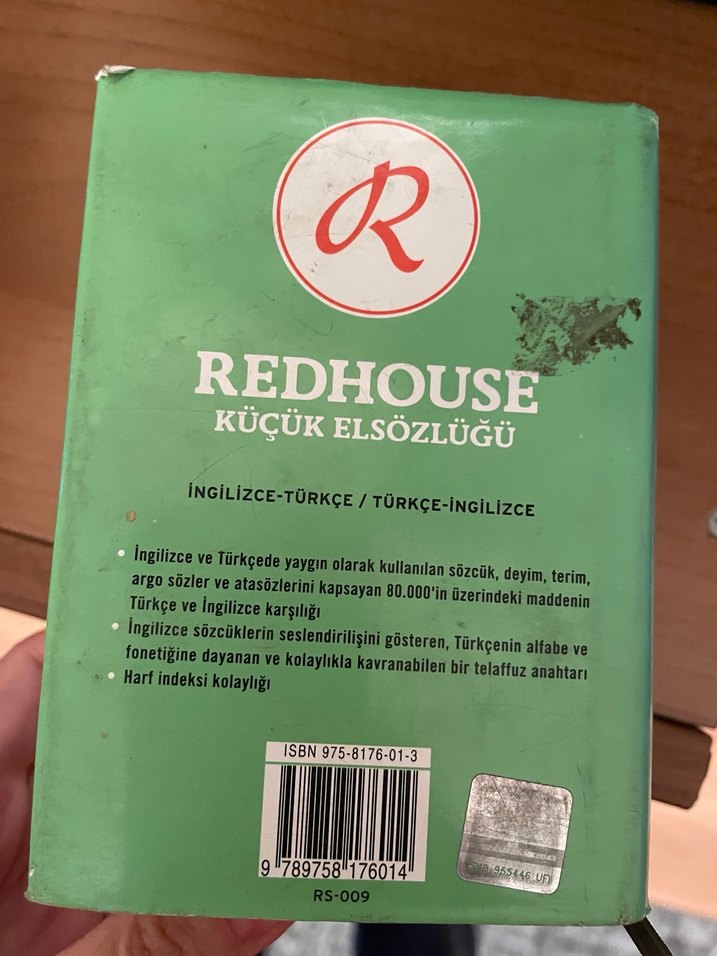 R
REDHOUSE
KÜÇÜK ELSÖZLÜĞÜ
İNGİLİZCE-TÜRKÇE / TÜRKÇE-İNGİLİZCE
• İngilizce ve Türkçede yaygın olarak kullanılan sözcük, deyim, terim,
argo sözler ve atasözlerini kapsayan 80.000'in üzerindeki maddenin
Türkçe ve İngilizce karşılığı
• İngilizce sözcüklerin seslendirilişini gösteren, Türkçenin alfabe ve
fonetiğine dayanan ve kolaylıkla kavranabilen bir telaffuz anahtarı
• Harf indeksi kolaylığı
ISBN 975-8176-01-3
9 789758 176014
RS-009